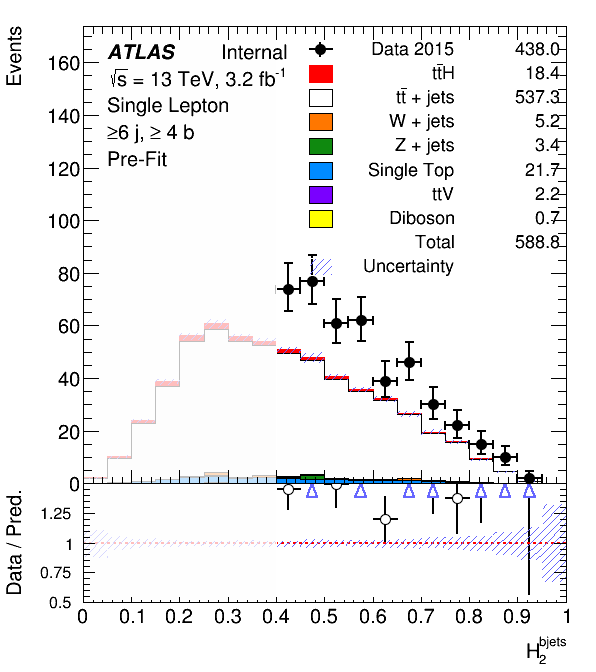 Events
ATLAS Internal
√s = 13 TeV, 3.2 fb⁻¹
Single Lepton
≥6 j, ≥ 4 b
Pre-Fit
Data 2015 438.0
tt̄H 18.4
tt̄ + jets 537.3
W + jets 5.2
Z + jets 3.4
Single Top 21.7
ttV 2.2
Diboson 0.7
Total 588.8
Uncertainty
160
140
120
100
80
60
40
20
0
Data / Pred.
1.25
1
0.75
0.5
0 0.1 0.2 0.3 0.4 0.5 0.6 0.7 0.8 0.9 1
H₂^bjets